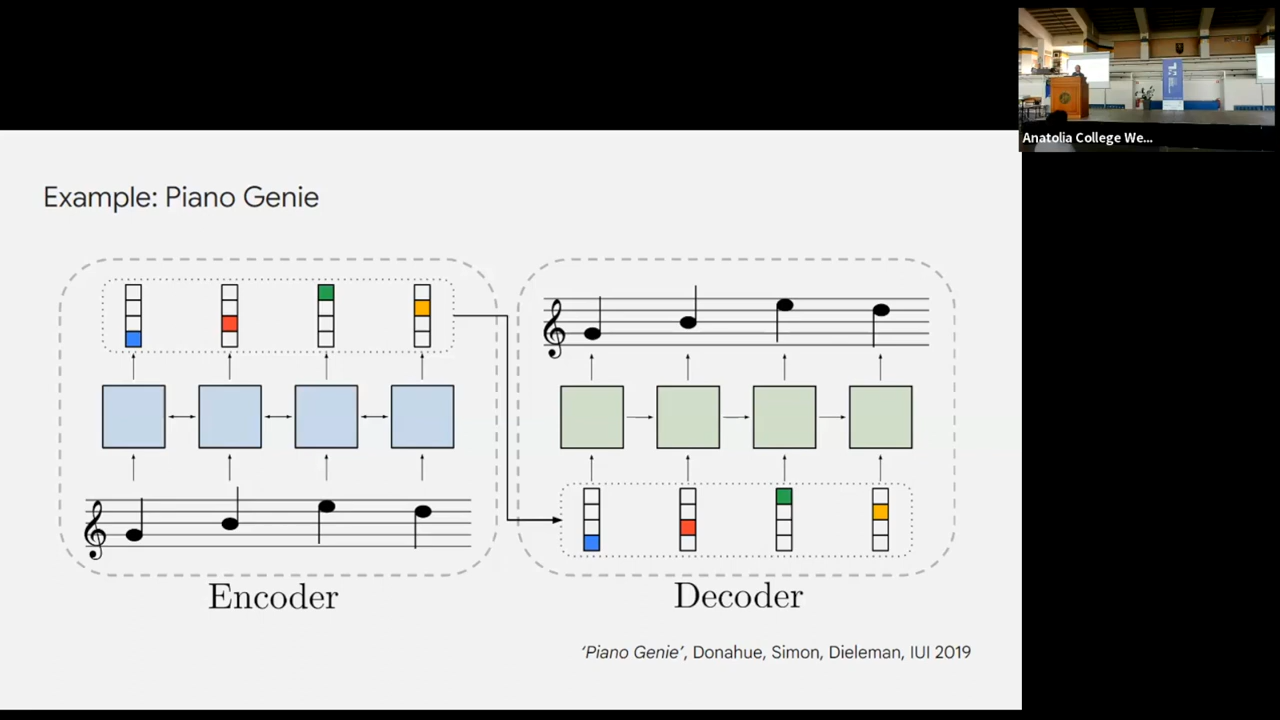 Anatolia College We...
Example: Piano Genie
Encoder
Decoder
'Piano Genie', Donahue, Simon, Dieleman, IUI 2019